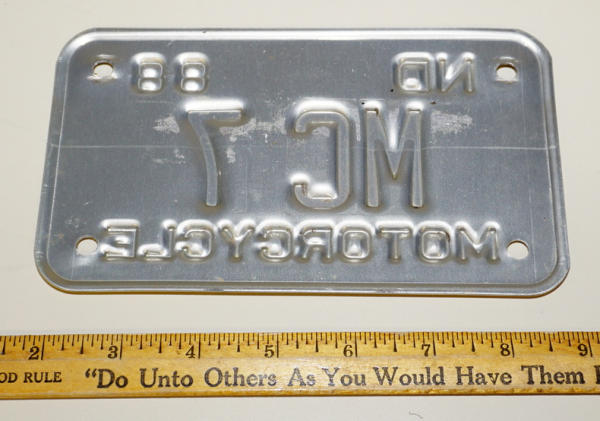 ND 88
MC 7
MOTORCYCLE
2 3 4 5 6 7 8 9
OD RULE "Do Unto Others As You Would Have Them